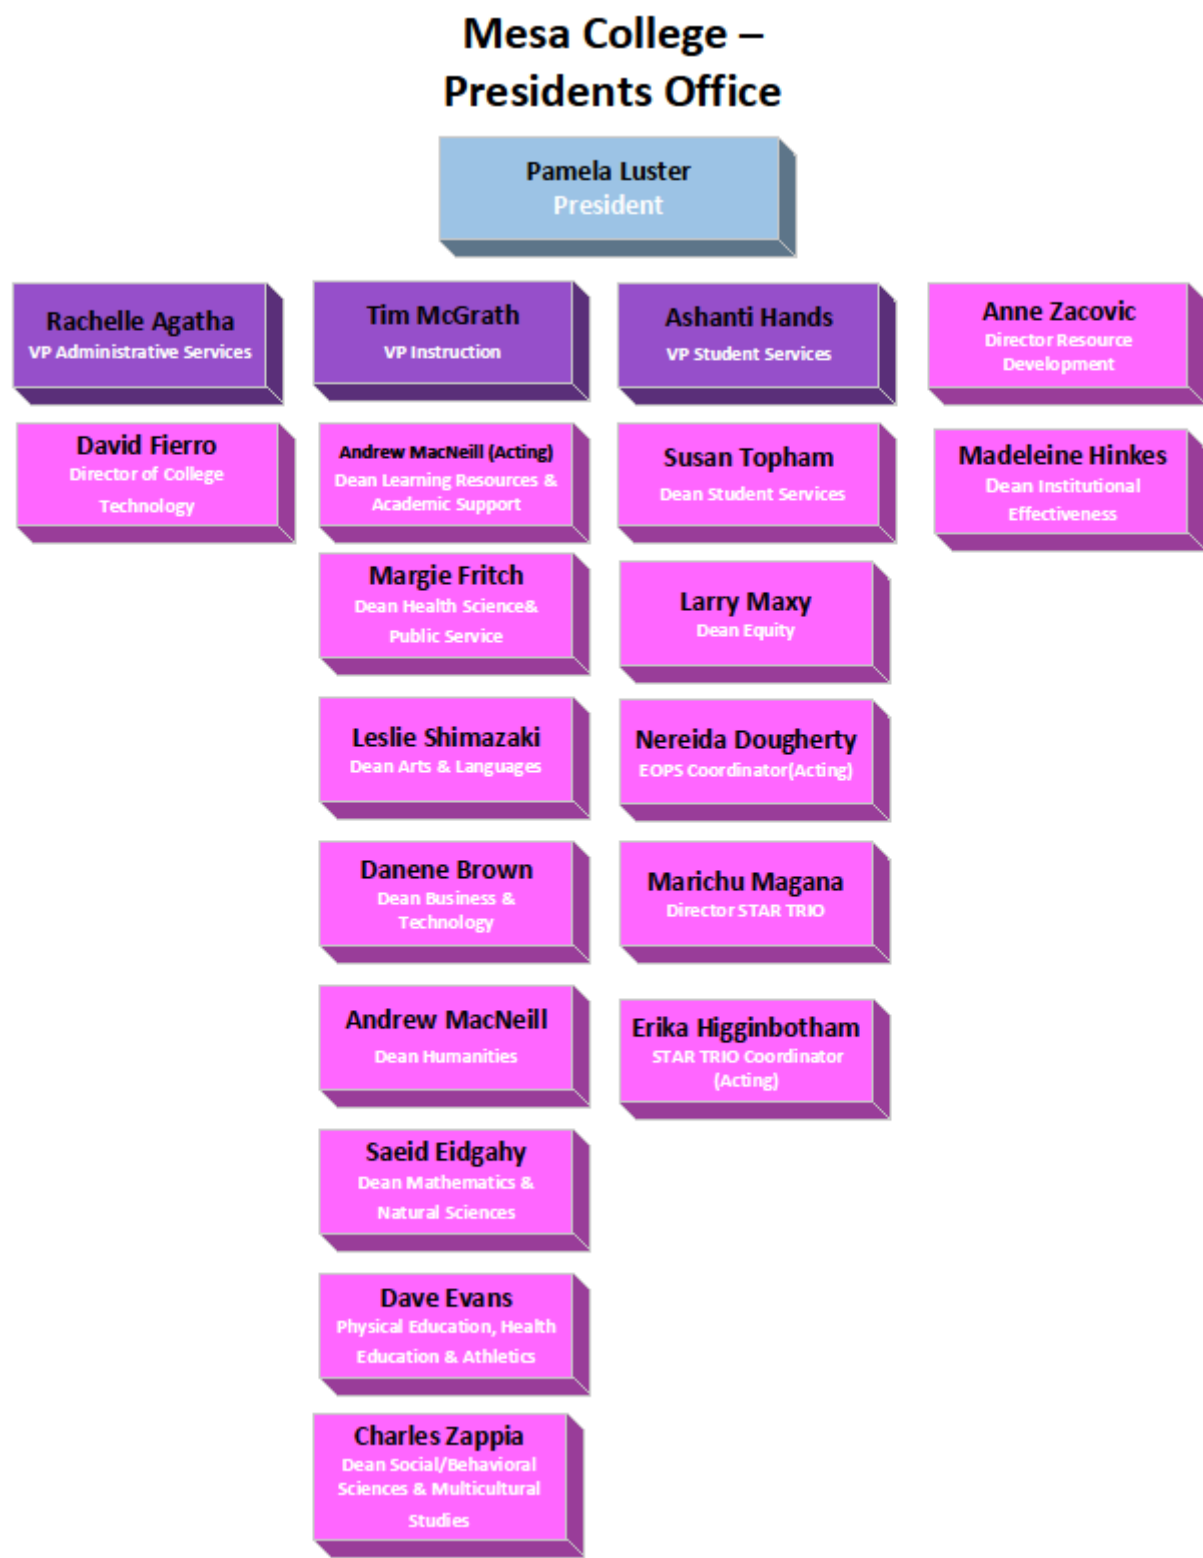 Mesa College –
Presidents Office
Pamela Luster
President
Rachelle Agatha
VP Administrative Services
David Fierro
Director of College
Technology
Tim McGrath
VP Instruction
Andrew MacNeill (Acting)
Dean Learning Resources &
Academic Support
Margie Fritch
Dean Health Science&
Public Service
Leslie Shimazaki
Dean Arts & Languages
Danene Brown
Dean Business &
Technology
Andrew MacNeill
Dean Humanities
Saeid Eidgahy
Dean Mathematics &
Natural Sciences
Dave Evans
Physical Education, Health
Education & Athletics
Charles Zappia
Dean Social/Behavioral
Sciences & Multicultural
Studies
Ashanti Hands
VP Student Services
Susan Topham
Dean Student Services
Larry Maxy
Dean Equity
Nereida Dougherty
EOPS Coordinator(Acting)
Marichu Magana
Director STAR TRIO
Erika Higginbotham
STAR TRIO Coordinator
(Acting)
Anne Zacovic
Director Resource
Development
Madeleine Hinkes
Dean Institutional
Effectiveness